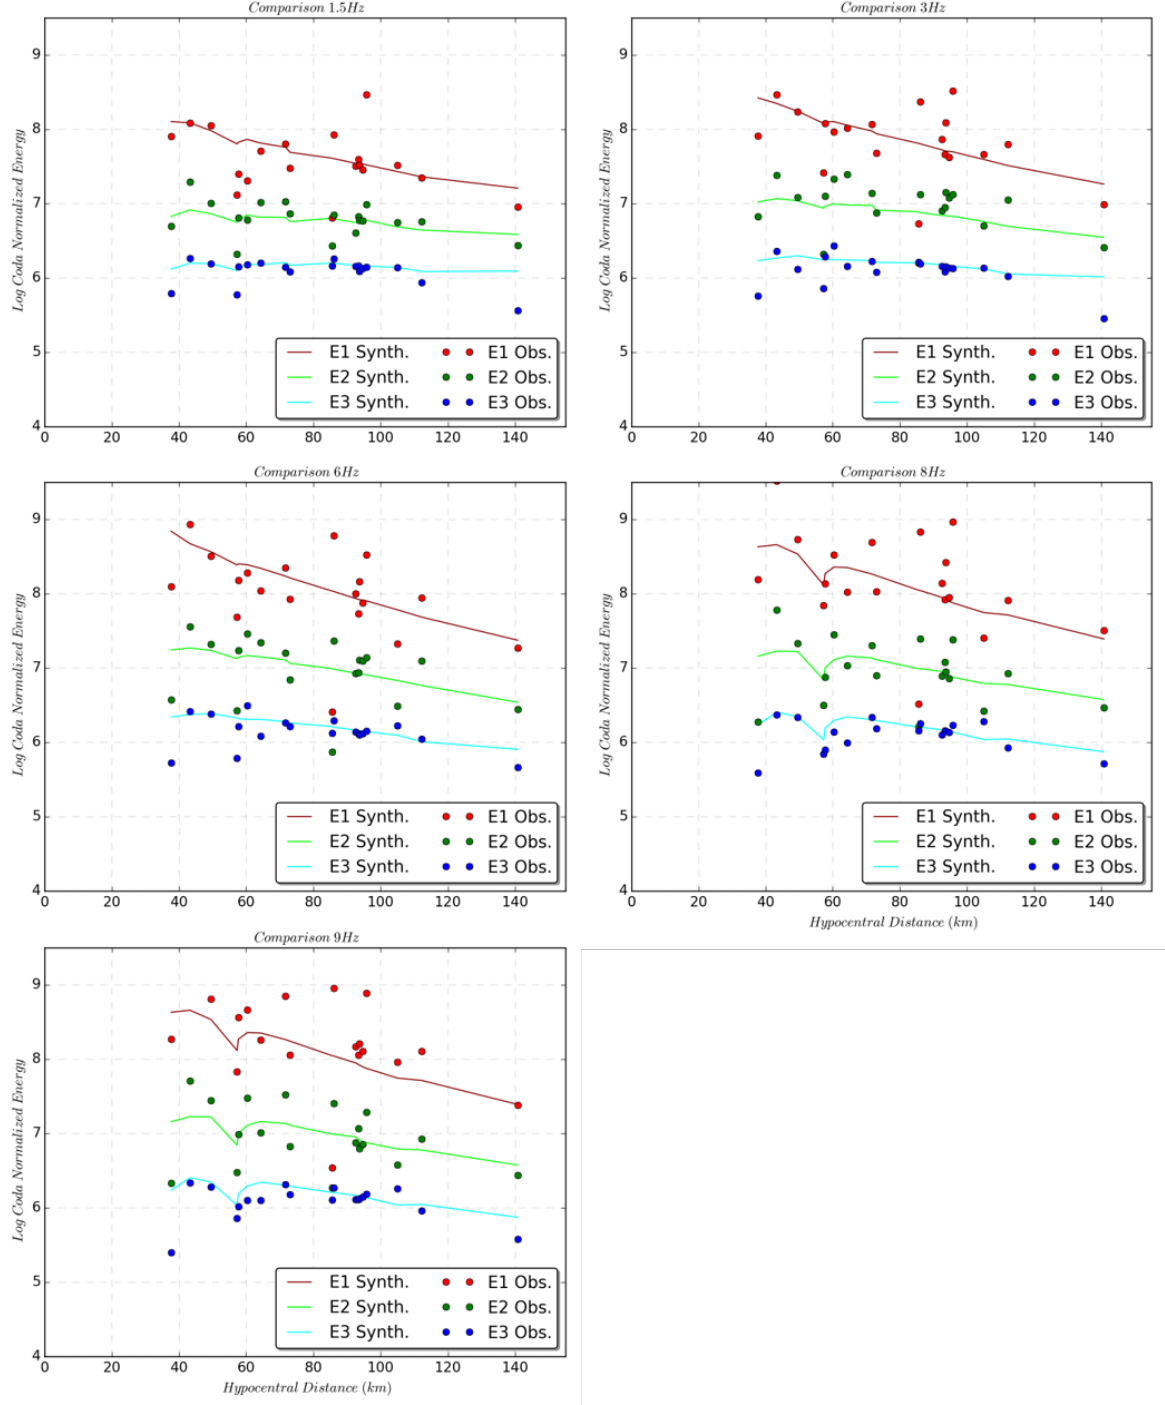 Comparison 1.5Hz
Log Coda Normalized Energy
9
8
7
6
5
4
0 20 40 60 80 100 120 140
E1 Synth. E1 Obs.
E2 Synth. E2 Obs.
E3 Synth. E3 Obs.
Comparison 3Hz
Log Coda Normalized Energy
9
8
7
6
5
4
0 20 40 60 80 100 120 140
E1 Synth. E1 Obs.
E2 Synth. E2 Obs.
E3 Synth. E3 Obs.
Comparison 6Hz
Log Coda Normalized Energy
9
8
7
6
5
4
0 20 40 60 80 100 120 140
E1 Synth. E1 Obs.
E2 Synth. E2 Obs.
E3 Synth. E3 Obs.
Comparison 8Hz
Log Coda Normalized Energy
9
8
7
6
5
4
0 20 40 60 80 100 120 140
Hypocentral Distance (km)
E1 Synth. E1 Obs.
E2 Synth. E2 Obs.
E3 Synth. E3 Obs.
Comparison 9Hz
Log Coda Normalized Energy
9
8
7
6
5
4
0 20 40 60 80 100 120 140
Hypocentral Distance (km)
E1 Synth. E1 Obs.
E2 Synth. E2 Obs.
E3 Synth. E3 Obs.